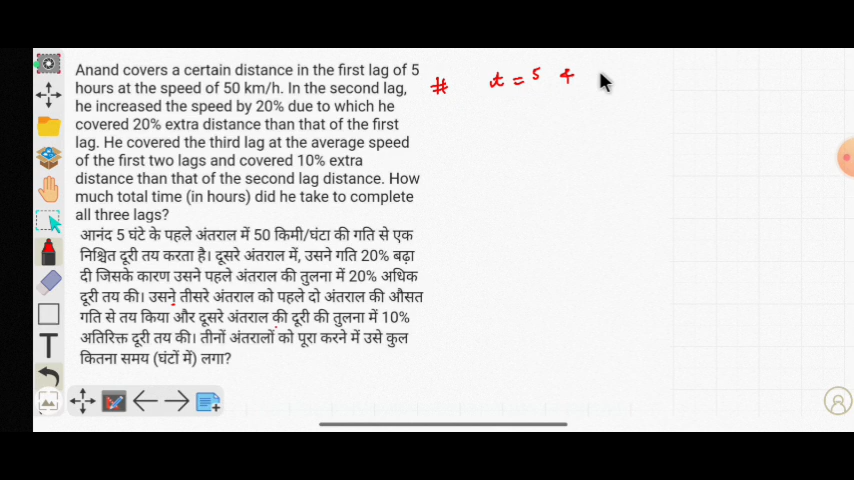 Anand covers a certain distance in the first lag of 5
hours at the speed of 50 km/h. In the second lag,
he increased the speed by 20% due to which he
covered 20% extra distance than that of the first
lag. He covered the third lag at the average speed
of the first two lags and covered 10% extra
distance than that of the second lag distance. How
much total time (in hours) did he take to complete
all three lags?
आनंद 5 घंटे के पहले अंतराल में 50 किमी/घंटा की गति से एक
निश्चित दूरी तय करता है। दूसरे अंतराल में, उसने गति 20% बढ़ा
दी जिसके कारण उसने पहले अंतराल की तुलना में 20% अधिक
दूरी तय की। उसने तीसरे अंतराल को पहले दो अंतराल की औसत
गति से तय किया और दूसरे अंतराल की दूरी की तुलना में 10%
अतिरिक्त दूरी तय की। तीनों अंतरालों को पूरा करने में उसे कुल
कितना समय (घंटों में) लगा?
# t = 5
T